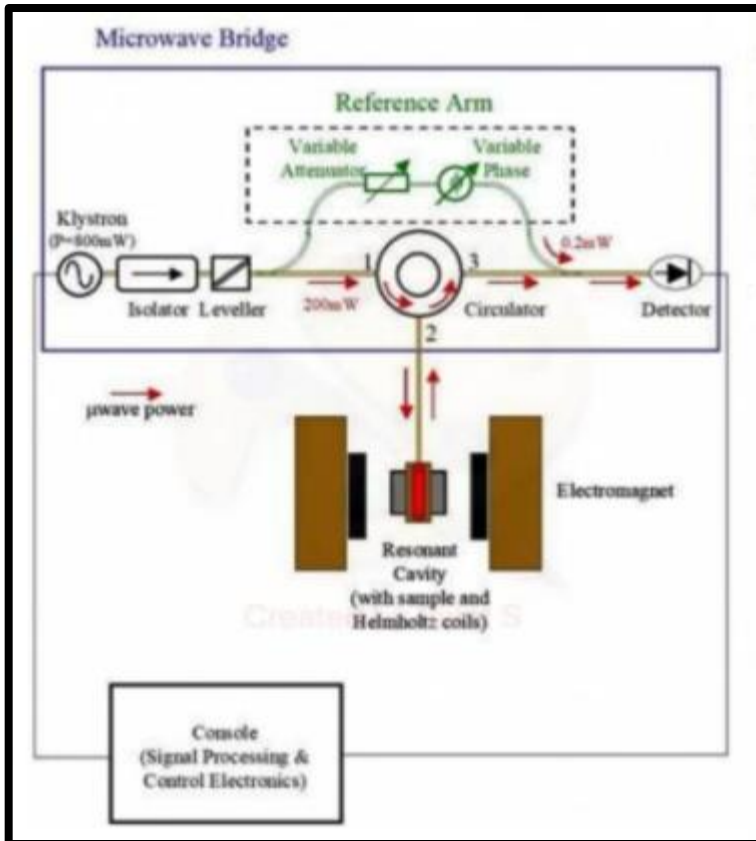 Microwave Bridge
Reference Arm
Variable
Attenuator
Variable
Phase
Klystron
(P=800mW)
0.2mW
1
3
Isolator
Leveller
200mW
Circulator
Detector
2
μwave power
Electromagnet
Resonant
Cavity
(with sample and
Helmholtz coils)
Console
(Signal Processing &
Control Electronics)